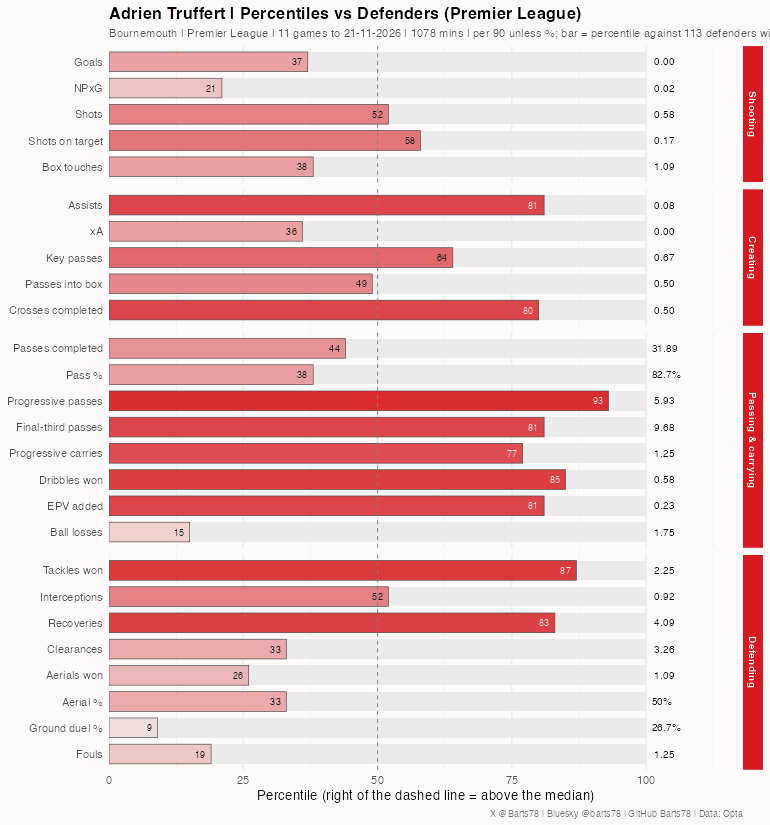 Adrien Truffert | Percentiles vs Defenders (Premier League)
Bournemouth | Premier League | 11 games to 21-11-2026 | 1078 mins | per 90 unless %; bar = percentile against 113 defenders wi
Goals 37 0.00
NPxG 21 0.02
Shots 52 0.58
Shots on target 58 0.17
Box touches 38 1.09
Shooting
Assists 81 0.08
xA 36 0.00
Key passes 64 0.67
Passes into box 49 0.50
Crosses completed 80 0.50
Creating
Passes completed 44 31.89
Pass % 38 82.7%
Progressive passes 93 5.93
Final-third passes 81 9.68
Progressive carries 77 1.25
Dribbles won 85 0.58
EPV added 81 0.23
Ball losses 15 1.75
Passing & carrying
Tackles won 87 2.25
Interceptions 52 0.92
Recoveries 83 4.09
Clearances 33 3.26
Aerials won 26 1.09
Aerial % 33 50%
Ground duel % 9 26.7%
Fouls 19 1.25
Defending
0 25 50 75 100
Percentile (right of the dashed line = above the median)
X @Barts78 | Bluesky @barts78 | GitHub Barts78 | Data: Opta